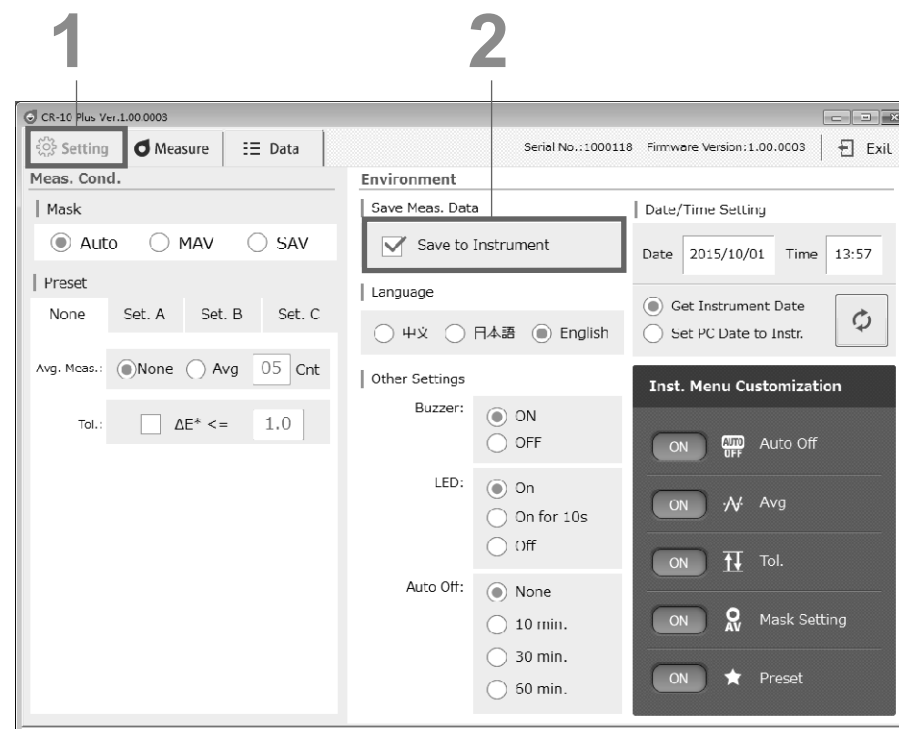 1
2
CR-10 Plus Ver.1.00.0003
Setting
Measure
Data
Serial No.:1000118
Firmware Version:1.00.0003
Exit
Meas. Cond.
Mask
Auto
MAV
SAV
Preset
None
Set. A
Set. B
Set. C
Avg. Meas.:
None
Avg
05
Cnt
Tol.:
ΔE* <=
1.0
Environment
Save Meas. Data
Save to Instrument
Language
中文
日本語
English
Other Settings
Buzzer:
ON
OFF
LED:
On
On for 10s
Off
Auto Off:
None
10 min.
30 min.
60 min.
Date/Time Setting
Date
2015/10/01
Time
13:57
Get Instrument Date
Set PC Date to Instr.
Inst. Menu Customization
ON
AUTO
OFF
Auto Off
ON
Avg
ON
Tol.
ON
AV
Mask Setting
ON
Preset